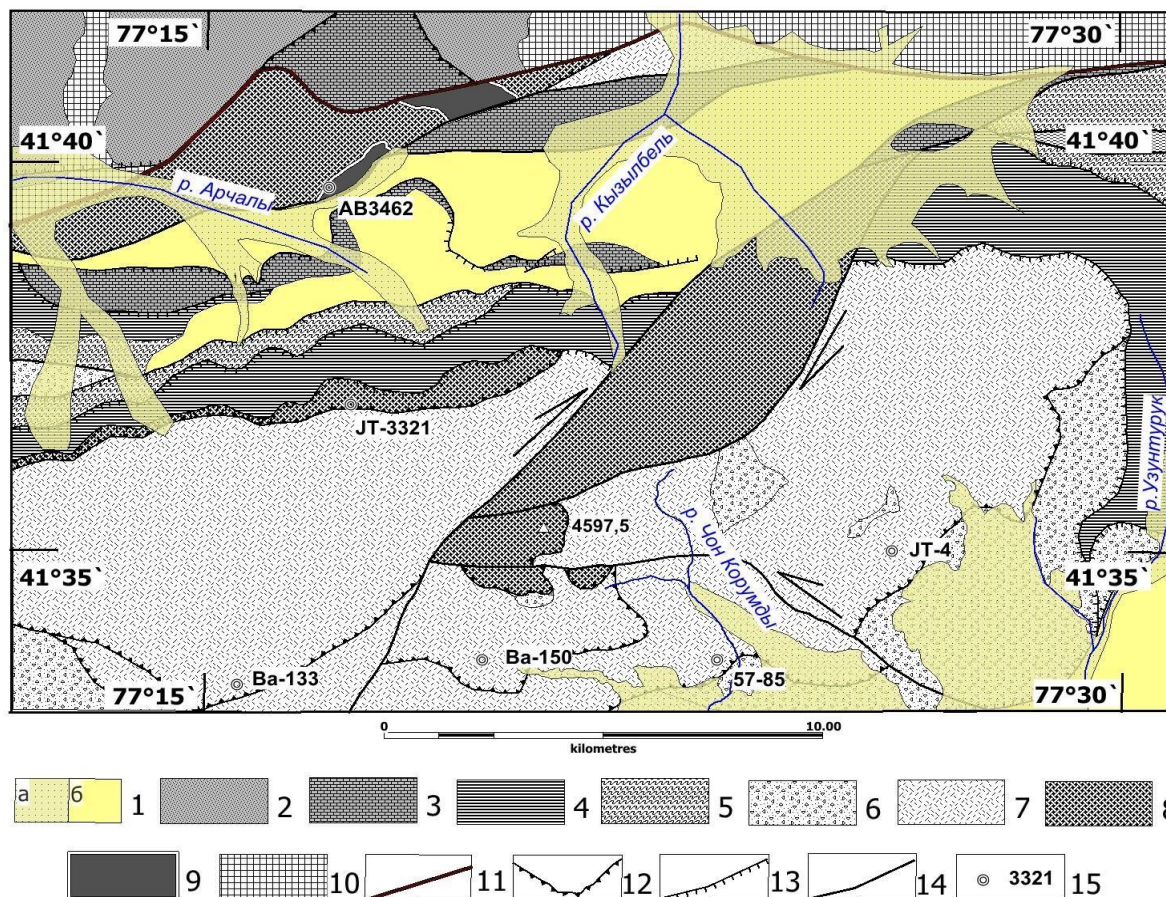 77°15`
77°30`
41°40`
41°40`
р. Арчалы
АВ3462
р. Кызылбель
JT-3321
р.Узунтурук
4597,5
р. Чон Корумды
JT-4
41°35`
41°35`
Ва-150
Ва-133
57-85
77°15`
77°30`
0
10.00
kilometres
а
б
1
2
3
4
5
6
7
8
9
10
11
12
13
14
3321
15